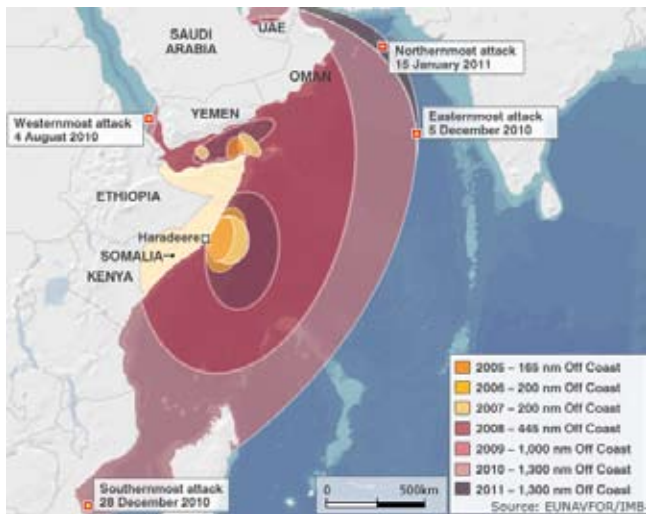 SAUDI
ARABIA
UAE
OMAN
Northernmost attack
15 January 2011
Westernmost attack
4 August 2010
YEMEN
Easternmost attack
5 December 2010
ETHIOPIA
Haradeere
SOMALIA
KENYA
2005 – 165 nm Off Coast
2006 – 200 nm Off Coast
2007 – 200 nm Off Coast
2008 – 445 nm Off Coast
2009 – 1,000 nm Off Coast
2010 – 1,300 nm Off Coast
2011 – 1,300 nm Off Coast
Southernmost attack
28 December 2010
0 500km
Source: EUNAVFOR/IMB